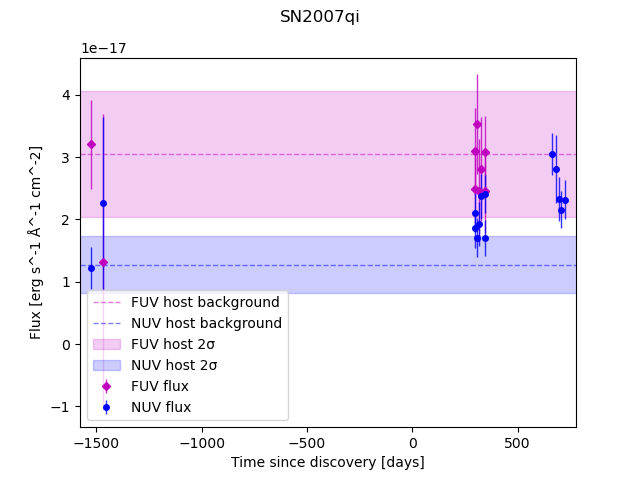 SN2007qi
1e−17
4
3
2
1
0
−1
Flux [erg s^-1 Å^-1 cm^-2]
FUV host background
NUV host background
FUV host 2σ
NUV host 2σ
FUV flux
NUV flux
−1500 −1000 −500 0 500
Time since discovery [days]